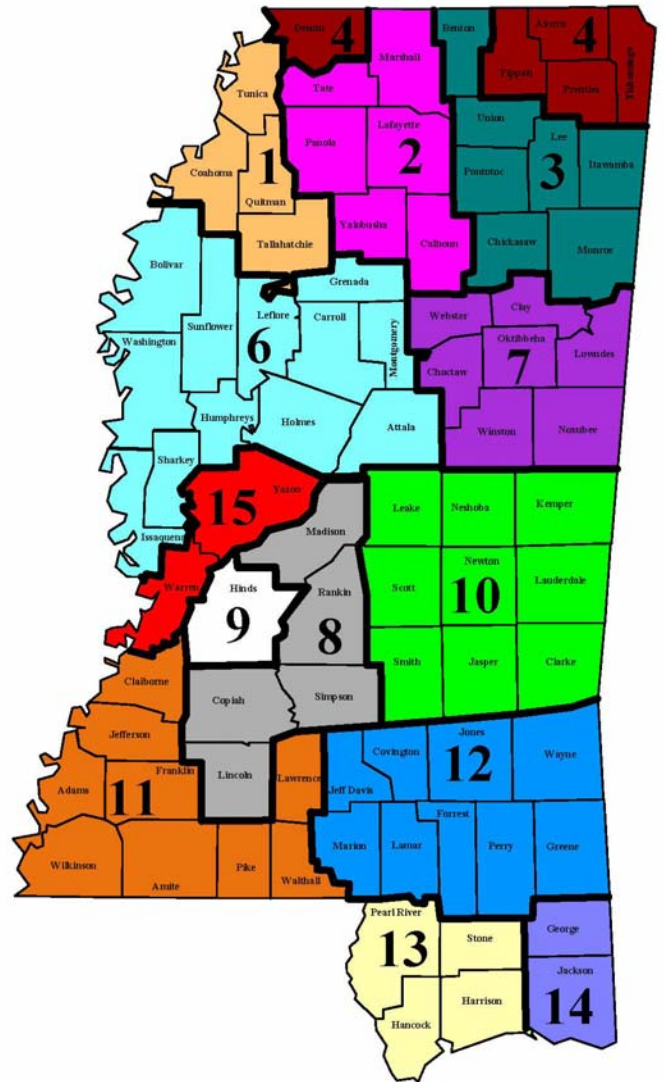 Desoto
4
Marshall
Benton
Alcorn
4
Tippah
Prentiss
Tishomingo
Tunica
Tate
Union
Lee
Panola
Lafayette
2
Coahoma
1
Quitman
Pontotoc
3
Itawamba
Tallahatchie
Yalobusha
Calhoun
Chickasaw
Monroe
Bolivar
Grenada
Sunflower
Leflore
Carroll
Montgomery
Washington
6
Webster
Clay
Oktibbeha
Lowndes
Choctaw
7
Humphreys
Holmes
Attala
Winston
Noxubee
Sharkey
Yazoo
15
Issaquena
Madison
Leake
Neshoba
Kemper
Warren
Hinds
9
Rankin
8
Scott
Newton
10
Lauderdale
Claiborne
Copiah
Simpson
Smith
Jasper
Clarke
Jefferson
Franklin
Adams
11
Lincoln
Lawrence
Jeff Davis
Covington
Jones
12
Wayne
Wilkinson
Amite
Pike
Walthall
Marion
Lamar
Forrest
Perry
Greene
Pearl River
13
Stone
George
Hancock
Harrison
Jackson
14